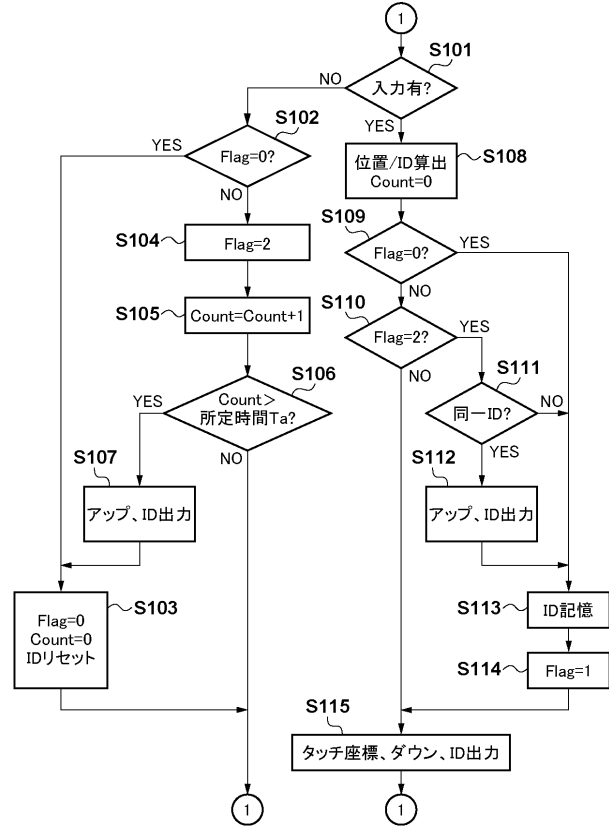 1
S101
入力有?
NO
YES
S102
Flag=0?
YES
NO
S108
位置/ID算出
Count=0
S104
Flag=2
S109
Flag=0?
YES
NO
S105
Count=Count+1
S110
Flag=2?
YES
NO
S106
Count>
所定時間Ta?
YES
NO
S111
同一ID?
NO
YES
S107
アップ、ID出力
S112
アップ、ID出力
S103
Flag=0
Count=0
IDリセット
S113
ID記憶
S114
Flag=1
S115
タッチ座標、ダウン、ID出力
1
1